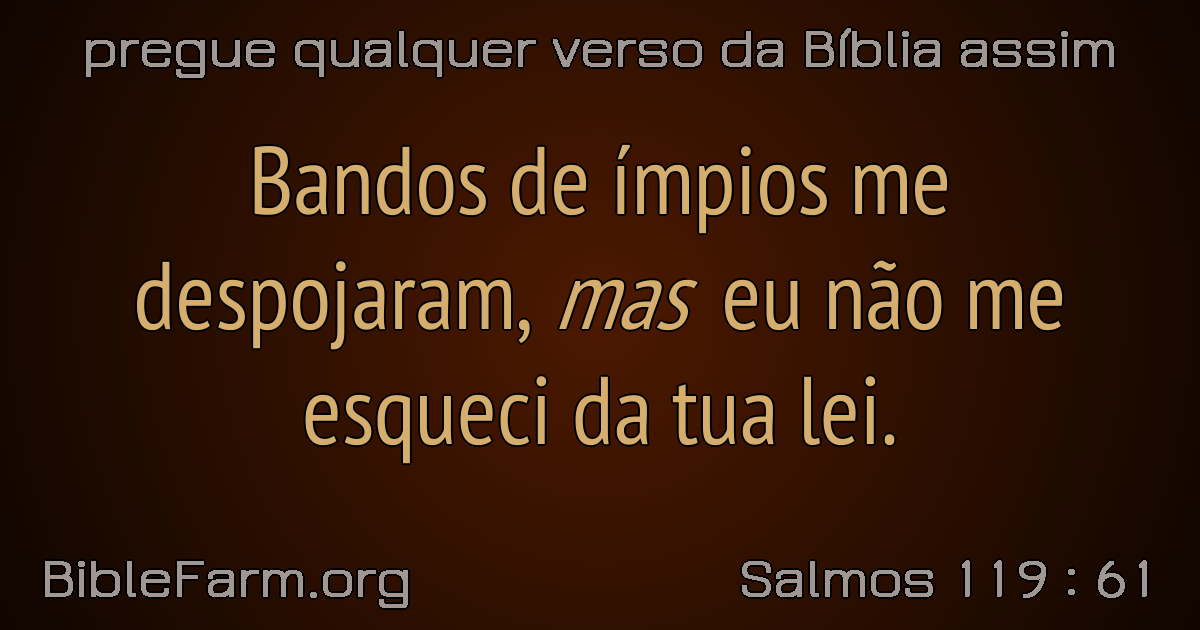 pregue qualquer verso da Bíblia assim
Bandos de ímpios me
despojaram, mas eu não me
esqueci da tua lei.
BibleFarm.org
Salmos 119 : 61